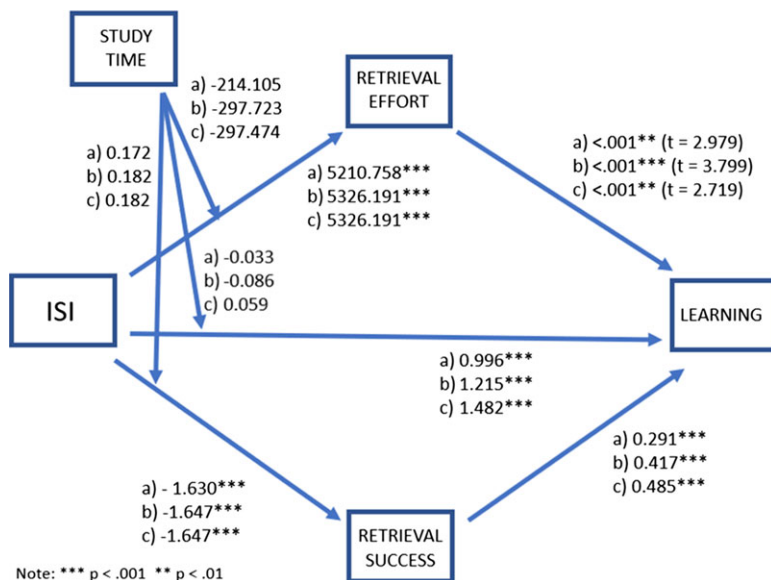 STUDY
TIME
a) -214.105
b) -297.723
c) -297.474
RETRIEVAL
EFFORT
a) 0.172
b) 0.182
c) 0.182
a) 5210.758***
b) 5326.191***
c) 5326.191***
a) <.001** (t = 2.979)
b) <.001*** (t = 3.799)
c) <.001** (t = 2.719)
a) -0.033
b) -0.086
c) 0.059
ISI
LEARNING
a) 0.996***
b) 1.215***
c) 1.482***
a) 0.291***
b) 0.417***
c) 0.485***
a) - 1.630***
b) -1.647***
c) -1.647***
RETRIEVAL
SUCCESS
Note: *** p < .001 ** p < .01